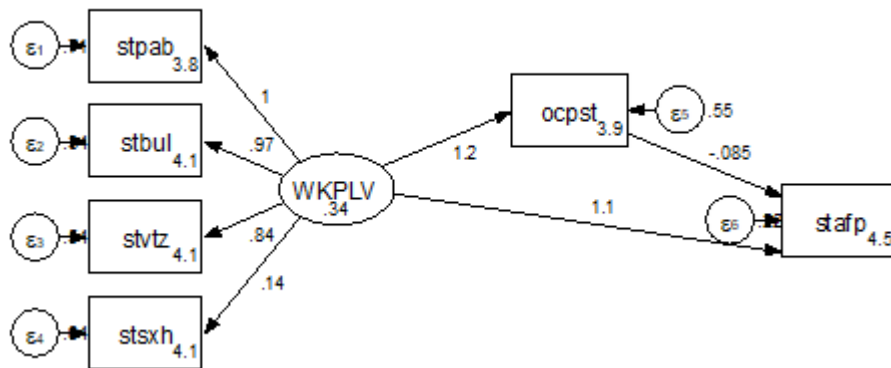 ε1
stpab
3.8
1
ε2
stbul
4.1
.97
ε3
stvtz
4.1
.84
ε4
stsxh
4.1
.14
WKPLV
.34
1.2
ocpst
3.9
ε5
.55
-.085
1.1
ε6
stafp
4.5